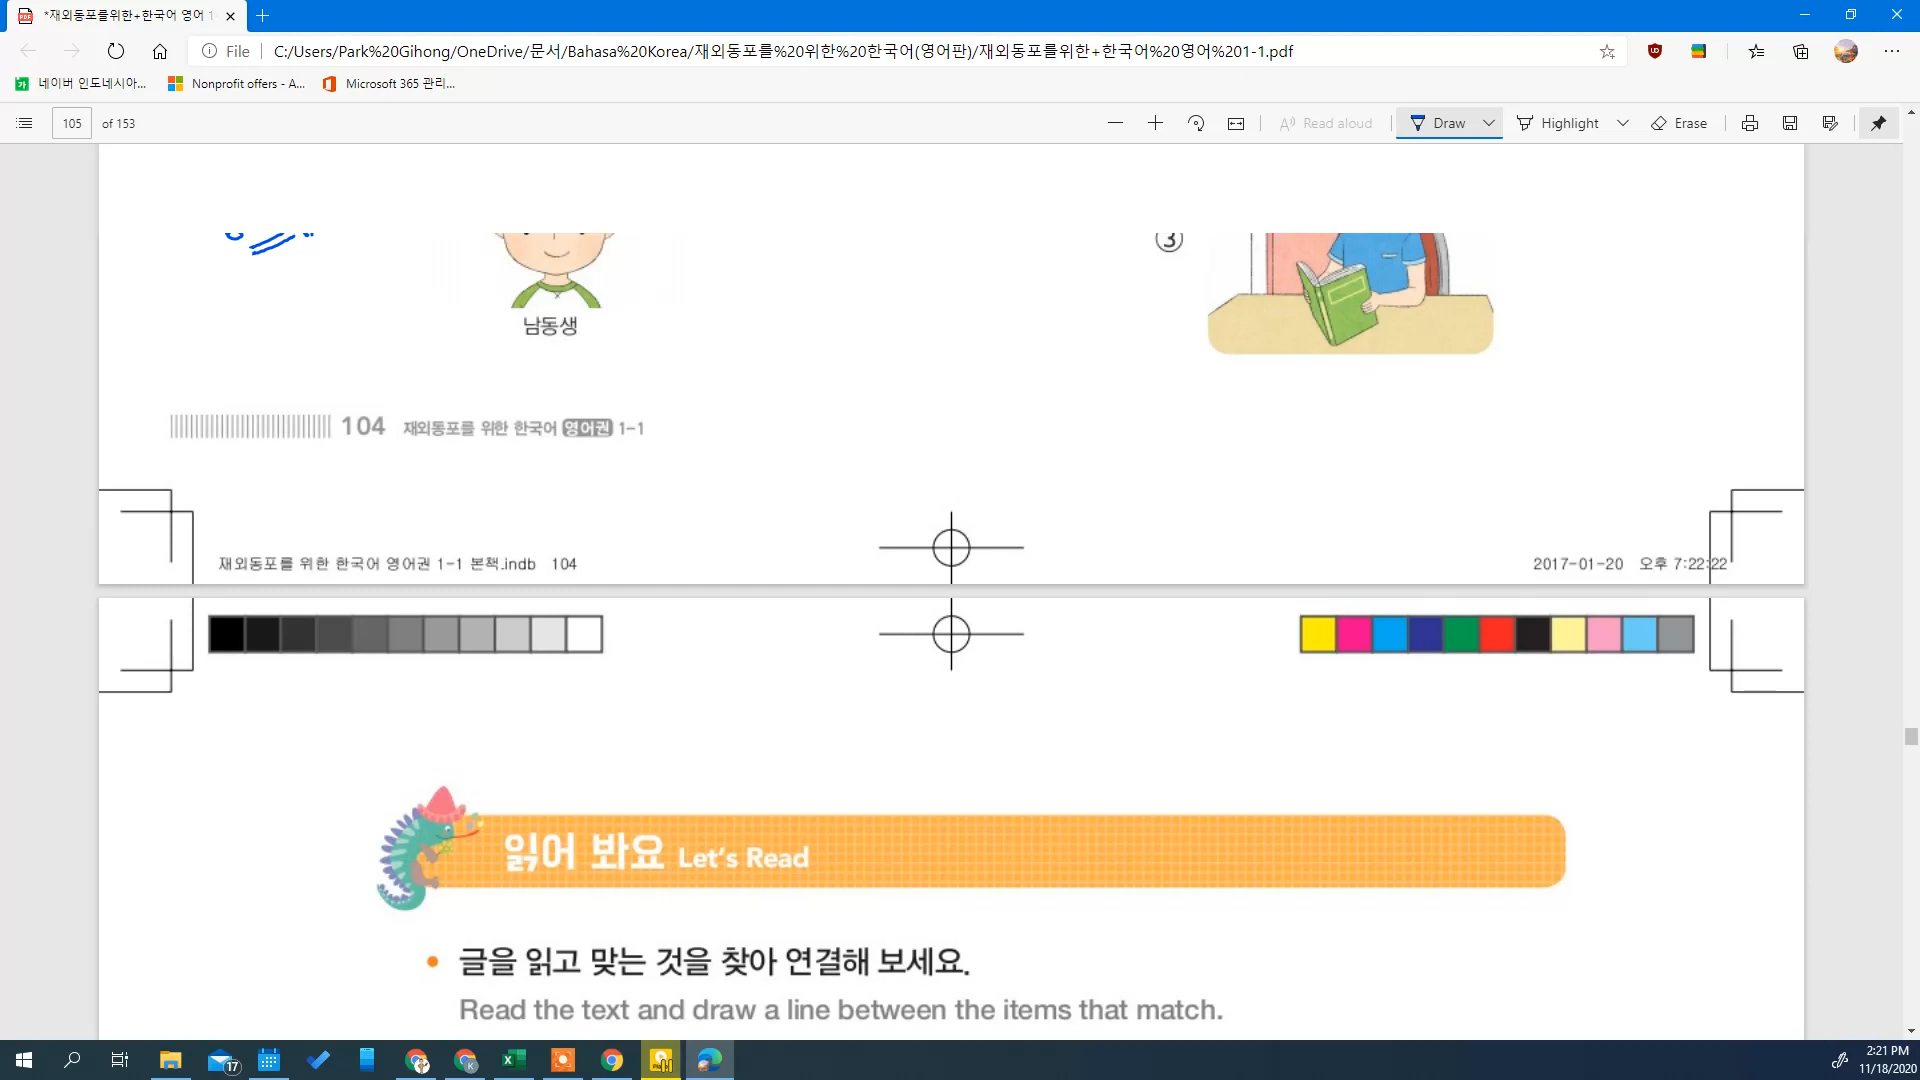 *재외동포를위한+한국어 영어 1
File
C:/Users/Park%20Gihong/OneDrive/문서/Bahasa%20Korea/재외동포를%20위한%20한국어(영어판)/재외동포를위한+한국어%20영어%201-1.pdf
네이버 인도네시아... Nonprofit offers - A... Microsoft 365 관리...
105 of 153 Read aloud Draw Highlight Erase
③
남동생
104 재외동포를 위한 한국어 영어권 1-1
재외동포를 위한 한국어 영어권 1-1 본책.indb 104
2017-01-20 오후 7:22:22
읽어 봐요 Let's Read
• 글을 읽고 맞는 것을 찾아 연결해 보세요.
Read the text and draw a line between the items that match.
17
2:21 PM
11/18/2020